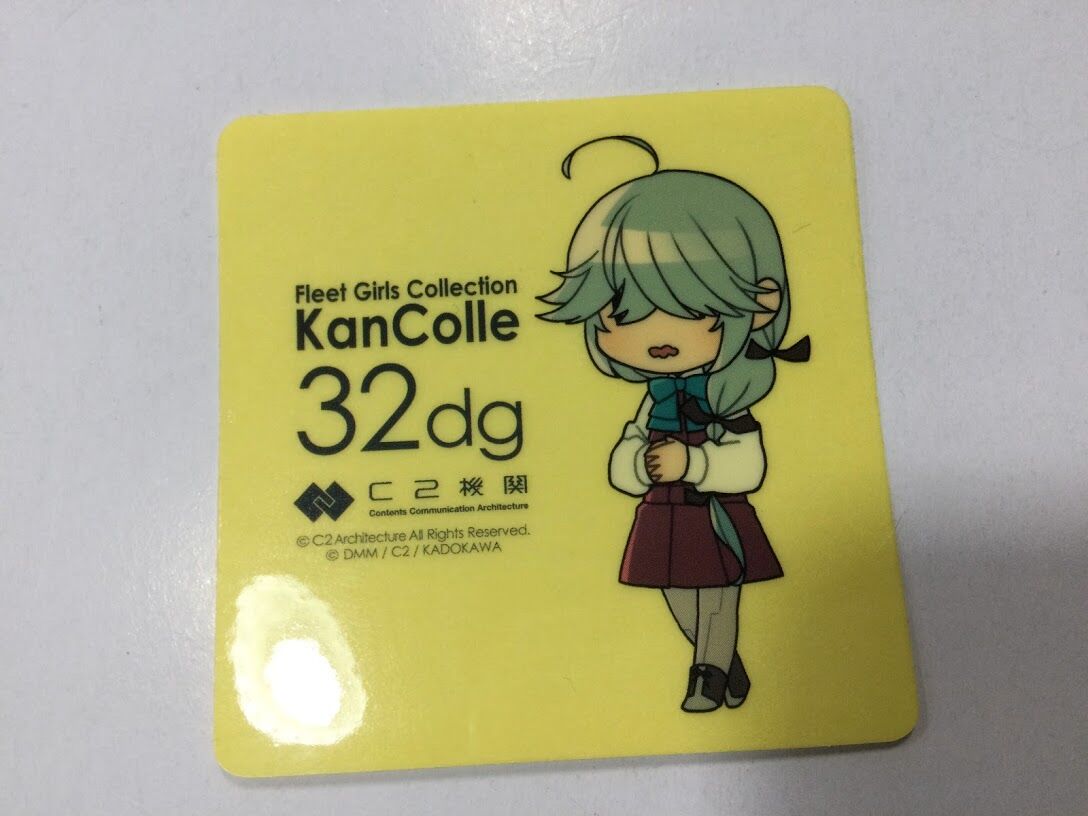 Fleet Girls Collection
KanColle
32dg
C2機関
Contents Communication Architecture
© C2 Architecture All Rights Reserved.
© DMM / C2 / KADOKAWA